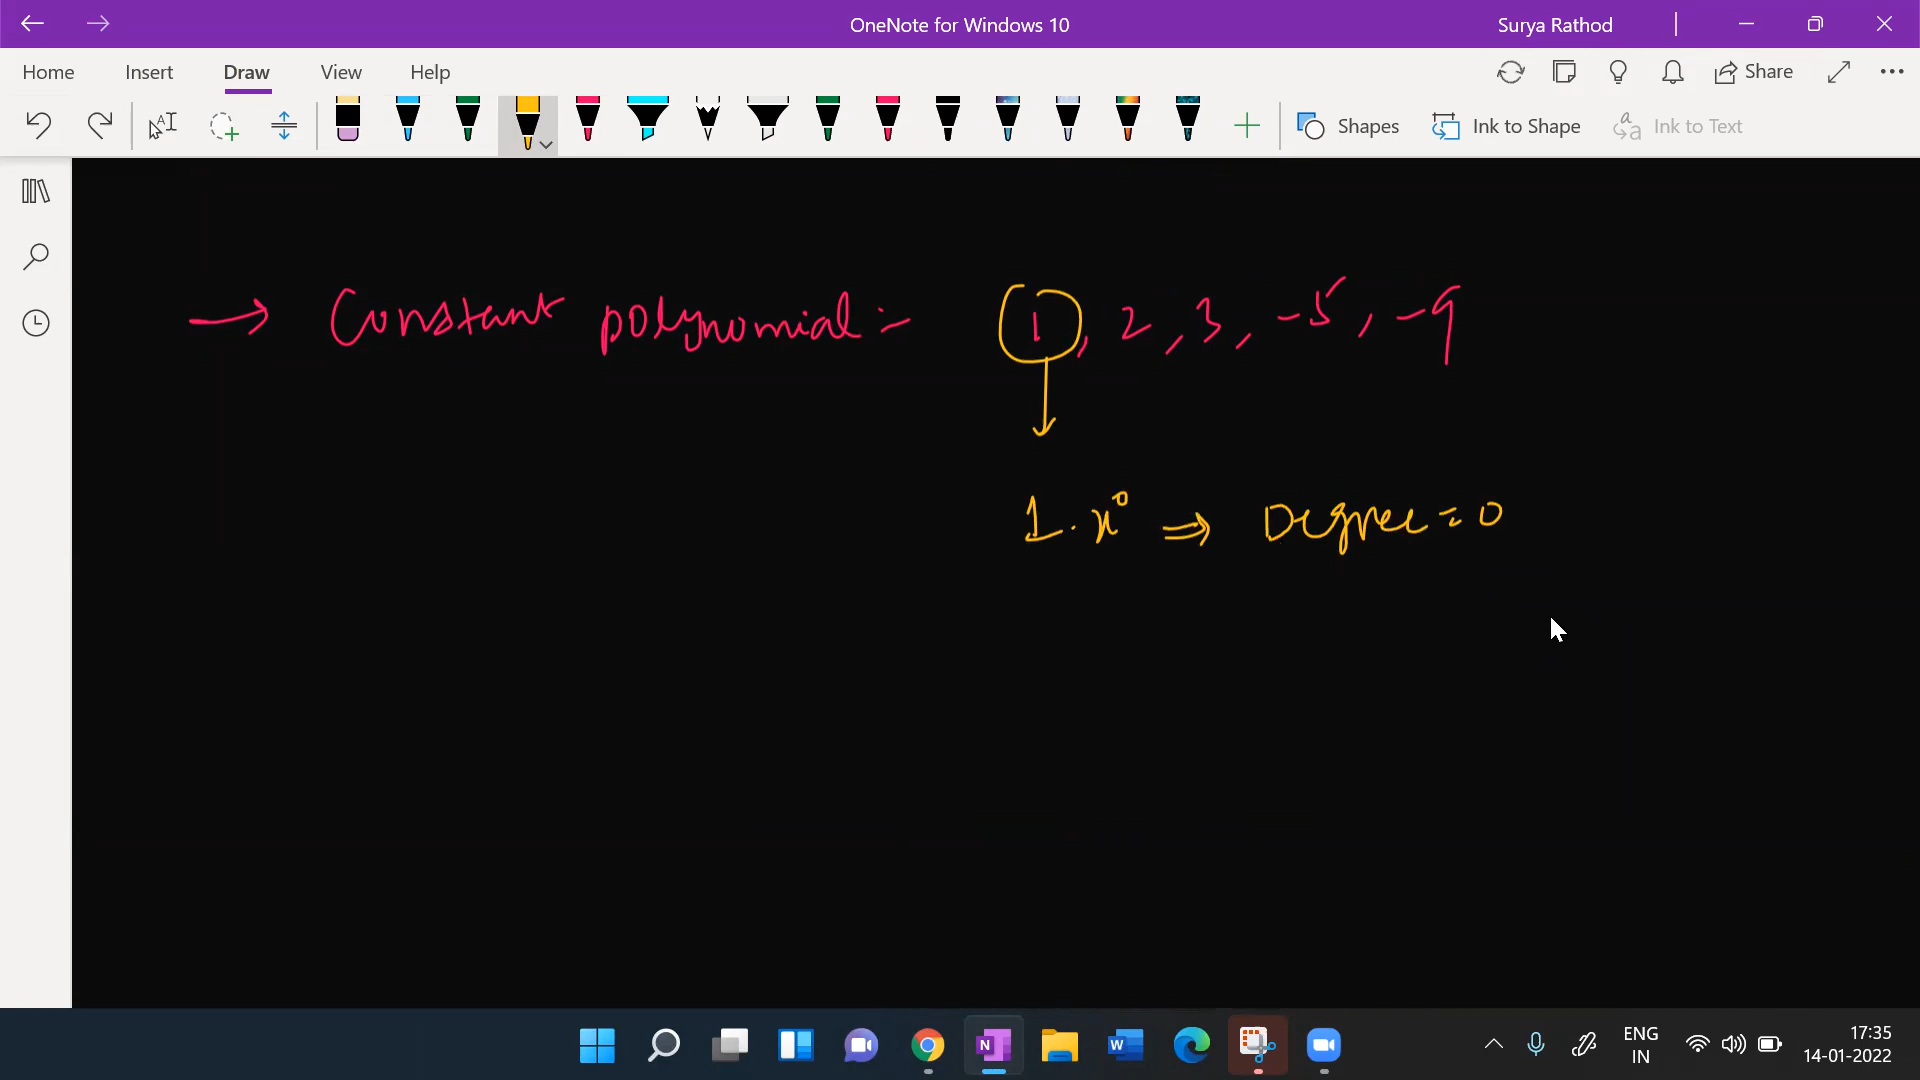 OneNote for Windows 10
Surya Rathod
Home Insert Draw View Help
Share
Shapes Ink to Shape Ink to Text
→ Constant polynomial :- 1, 2, 3, -5, -9
1 . x⁰ ⇒ Degree = 0
ENG
IN
17:35
14-01-2022